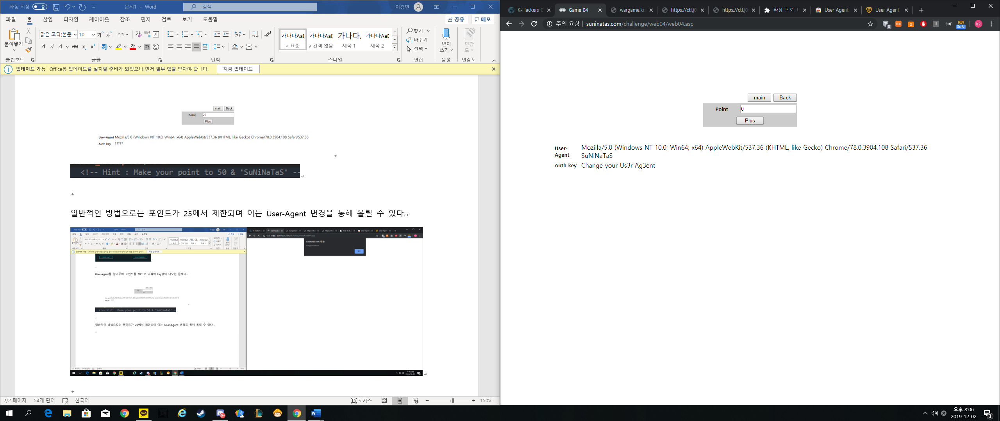 자동 저장
문서1 - Word
검색
이경민
파일 홈 삽입 디자인 레이아웃 참조 편지 검토 보기 도움말
공유 메모
붙여넣기
클립보드
맑은 고딕(본문 10
글꼴
단락
가나다AaB 가나다AaB 가나다, 가나다AaB
표준 간격 없음 제목 1 제목 2
스타일
찾기
바꾸기
선택
편집
받아쓰기
음성
민감도
민감도
업데이트 가능 Office용 업데이트를 설치할 준비가 되었으나 먼저 일부 앱을 닫아야 합니다. 지금 업데이트
main Back
Point 25
Plus
User-Agent Mozilla/5.0 (Windows NT 10.0; Win64; x64) AppleWebKit/537.36 (KHTML, like Gecko) Chrome/78.0.3904.108 Safari/537.36
Auth key ?????
<!-- Hint : Make your point to 50 & 'SuNiNaTaS' --
일반적인 방법으로는 포인트가 25에서 제한되며 이는 User-Agent 변경을 통해 올릴 수 있다.
suninatas.com 내용:
Congratulation!
User-agent를 알려주며 포인트를 50으로 맞춰야 key값이 나오는 문제다
<!-- Hint : Make your point to 50 & 'SuNiNaTaS' --
일반적인 방법으로는 포인트가 25에서 제한되며 이는 User-Agent 변경을 통해 올릴 수 있다.
2/2 페이지 54개 단어 한국어
포커스
150%
K-Hackers C
Game 04
wargame.kr
https://ctf.j0
https://ctf.j0
확장 프로그
User Agent
User Agent
주의 요함 | suninatas.com/challenge/web04/web04.asp
main Back
Point 0
Plus
User-Agent Mozilla/5.0 (Windows NT 10.0; Win64; x64) AppleWebKit/537.36 (KHTML, like Gecko) Chrome/78.0.3904.108 Safari/537.36
SuNiNaTaS
Auth key Change your Us3r Ag3ent
오후 8:06
2019-12-02